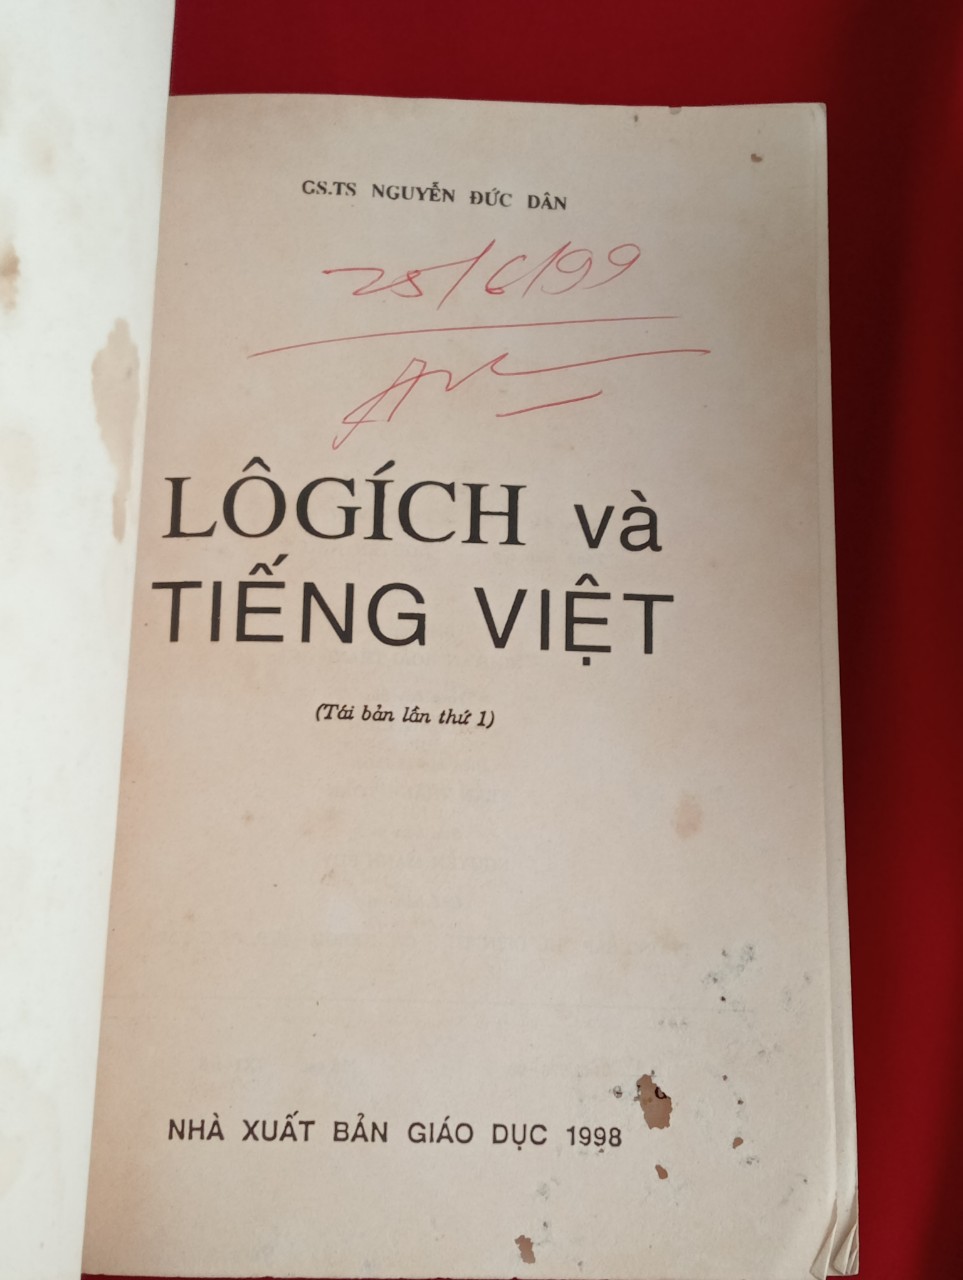 GS.TS NGUYỄN ĐỨC DÂN
25/6/99
LÔGÍCH và
TIẾNG VIỆT
(Tái bản lần thứ 1)
NHÀ XUẤT BẢN GIÁO DỤC 1998